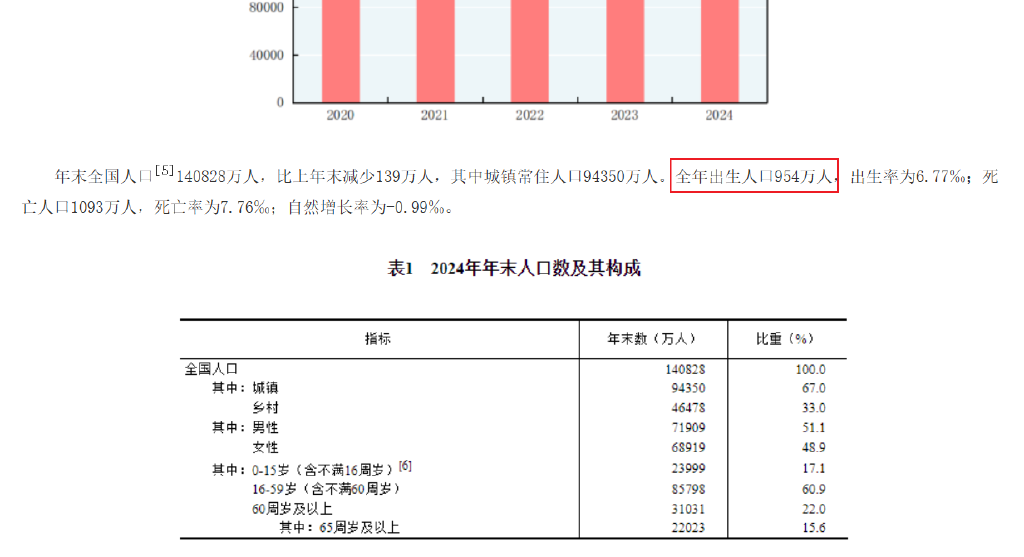 80000
40000
0
2020 2021 2022 2023 2024
年末全国人口[5]140828万人，比上年末减少139万人，其中城镇常住人口94350万人。全年出生人口954万人，出生率为6.77‰；死
亡人口1093万人，死亡率为7.76‰；自然增长率为-0.99‰。
表1 2024年年末人口数及其构成
指标 年末数（万人） 比重（%）
全国人口 140828 100.0
其中：城镇 94350 67.0
乡村 46478 33.0
其中：男性 71909 51.1
女性 68919 48.9
其中：0-15岁（含不满16周岁）[6] 23999 17.1
16-59岁（含不满60周岁） 85798 60.9
60周岁及以上 31031 22.0
其中：65周岁及以上 22023 15.6